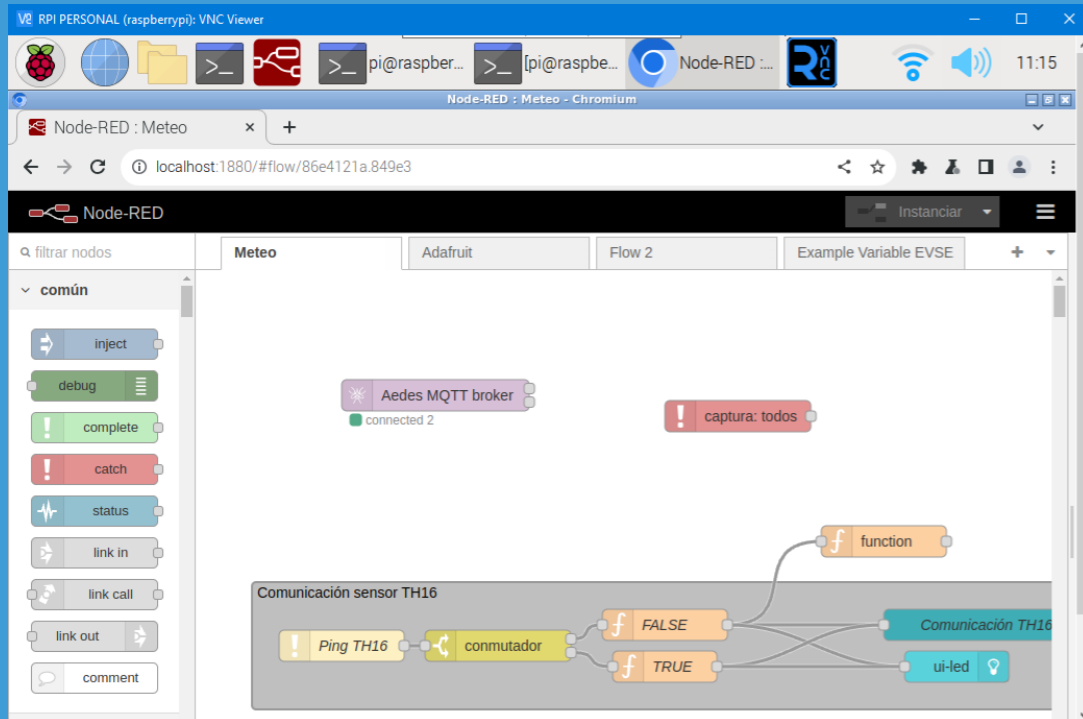 RPI PERSONAL (raspberrypi): VNC Viewer
pi@raspber... [pi@raspbe... Node-RED :... 11:15
Node-RED : Meteo - Chromium
Node-RED : Meteo
localhost:1880/#flow/86e4121a.849e3
Node-RED
Instanciar
filtrar nodos
Meteo
Adafruit
Flow 2
Example Variable EVSE
común
inject
debug
complete
catch
status
link in
link call
link out
comment
Aedes MQTT broker
connected 2
captura: todos
function
Comunicación sensor TH16
Ping TH16
conmutador
FALSE
TRUE
Comunicación TH16
ui-led